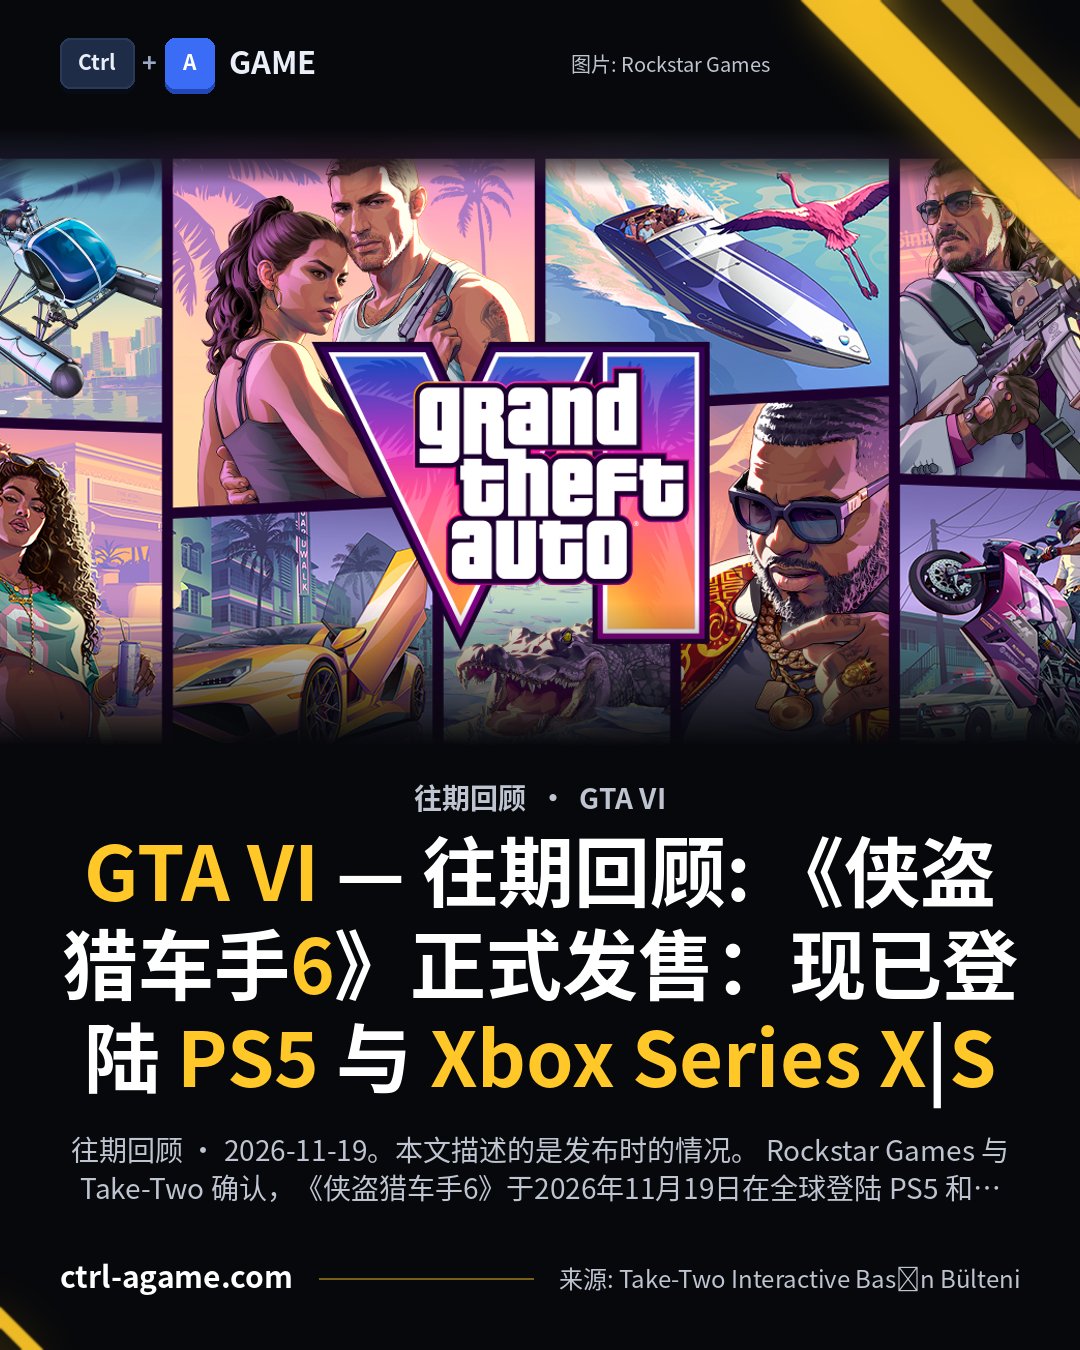 Ctrl + A GAME
图片: Rockstar Games
VI
grand
theft
auto
往期回顾 · GTA VI
GTA VI — 往期回顾: 《侠盗
猎车手6》正式发售：现已登
陆 PS5 与 Xbox Series X|S
往期回顾 · 2026-11-19。本文描述的是发布时的情况。 Rockstar Games 与
Take-Two 确认，《侠盗猎车手6》于2026年11月19日在全球登陆 PS5 和…
ctrl-agame.com
来源: Take-Two Interactive Bas☒n Bülteni